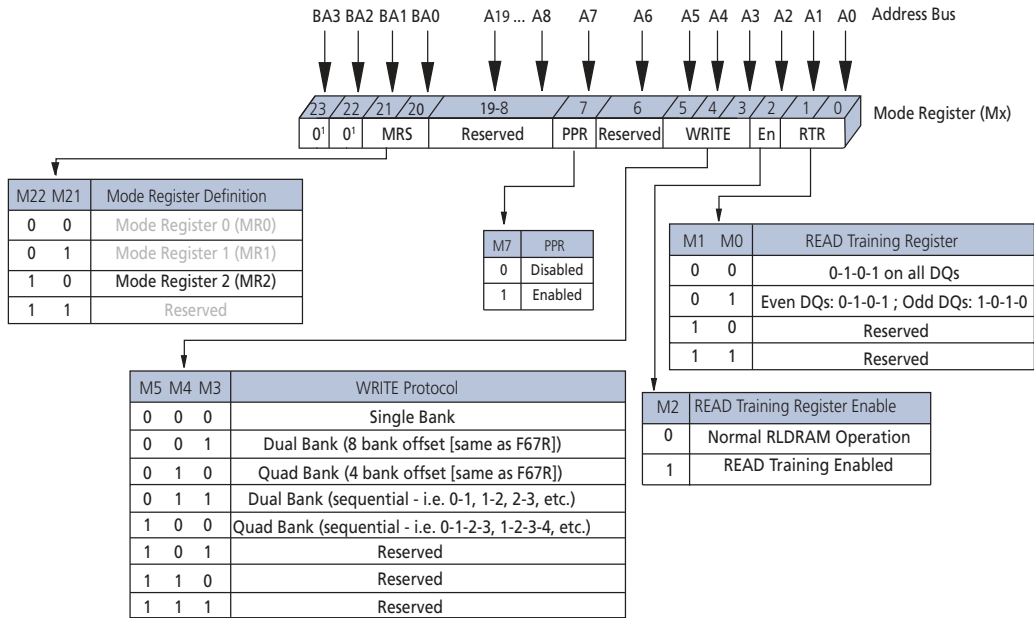 BA3 BA2 BA1 BA0 A19 ... A8 A7 A6 A5 A4 A3 A2 A1 A0 Address Bus
23 22 21 20 19-8 7 6 5 4 3 2 1 0 Mode Register (Mx)
0¹ 0¹ MRS Reserved PPR Reserved WRITE En RTR
M22 M21 Mode Register Definition
0 0 Mode Register 0 (MR0)
0 1 Mode Register 1 (MR1)
1 0 Mode Register 2 (MR2)
1 1 Reserved
M7 PPR
0 Disabled
1 Enabled
M1 M0 READ Training Register
0 0 0-1-0-1 on all DQs
0 1 Even DQs: 0-1-0-1 ; Odd DQs: 1-0-1-0
1 0 Reserved
1 1 Reserved
M5 M4 M3 WRITE Protocol
0 0 0 Single Bank
0 0 1 Dual Bank (8 bank offset [same as F67R])
0 1 0 Quad Bank (4 bank offset [same as F67R])
0 1 1 Dual Bank (sequential - i.e. 0-1, 1-2, 2-3, etc.)
1 0 0 Quad Bank (sequential - i.e. 0-1-2-3, 1-2-3-4, etc.)
1 0 1 Reserved
1 1 0 Reserved
1 1 1 Reserved
M2 READ Training Register Enable
0 Normal RLDRAM Operation
1 READ Training Enabled